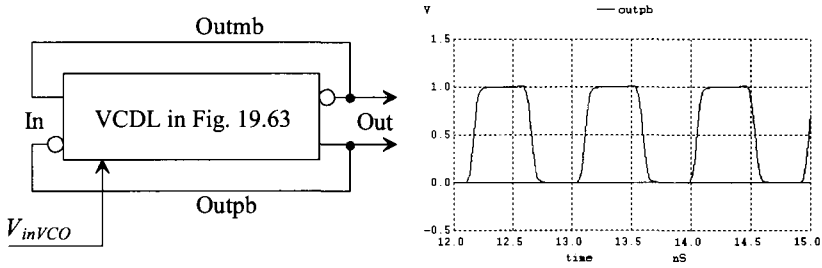 Outmb
In
VCDL in Fig. 19.63
Out
Outpb
VinVCO
V
outpb
1.5
1.0
0.5
0.0
-0.5
12.0 12.5 13.0 13.5 14.0 14.5 15.0
time nS